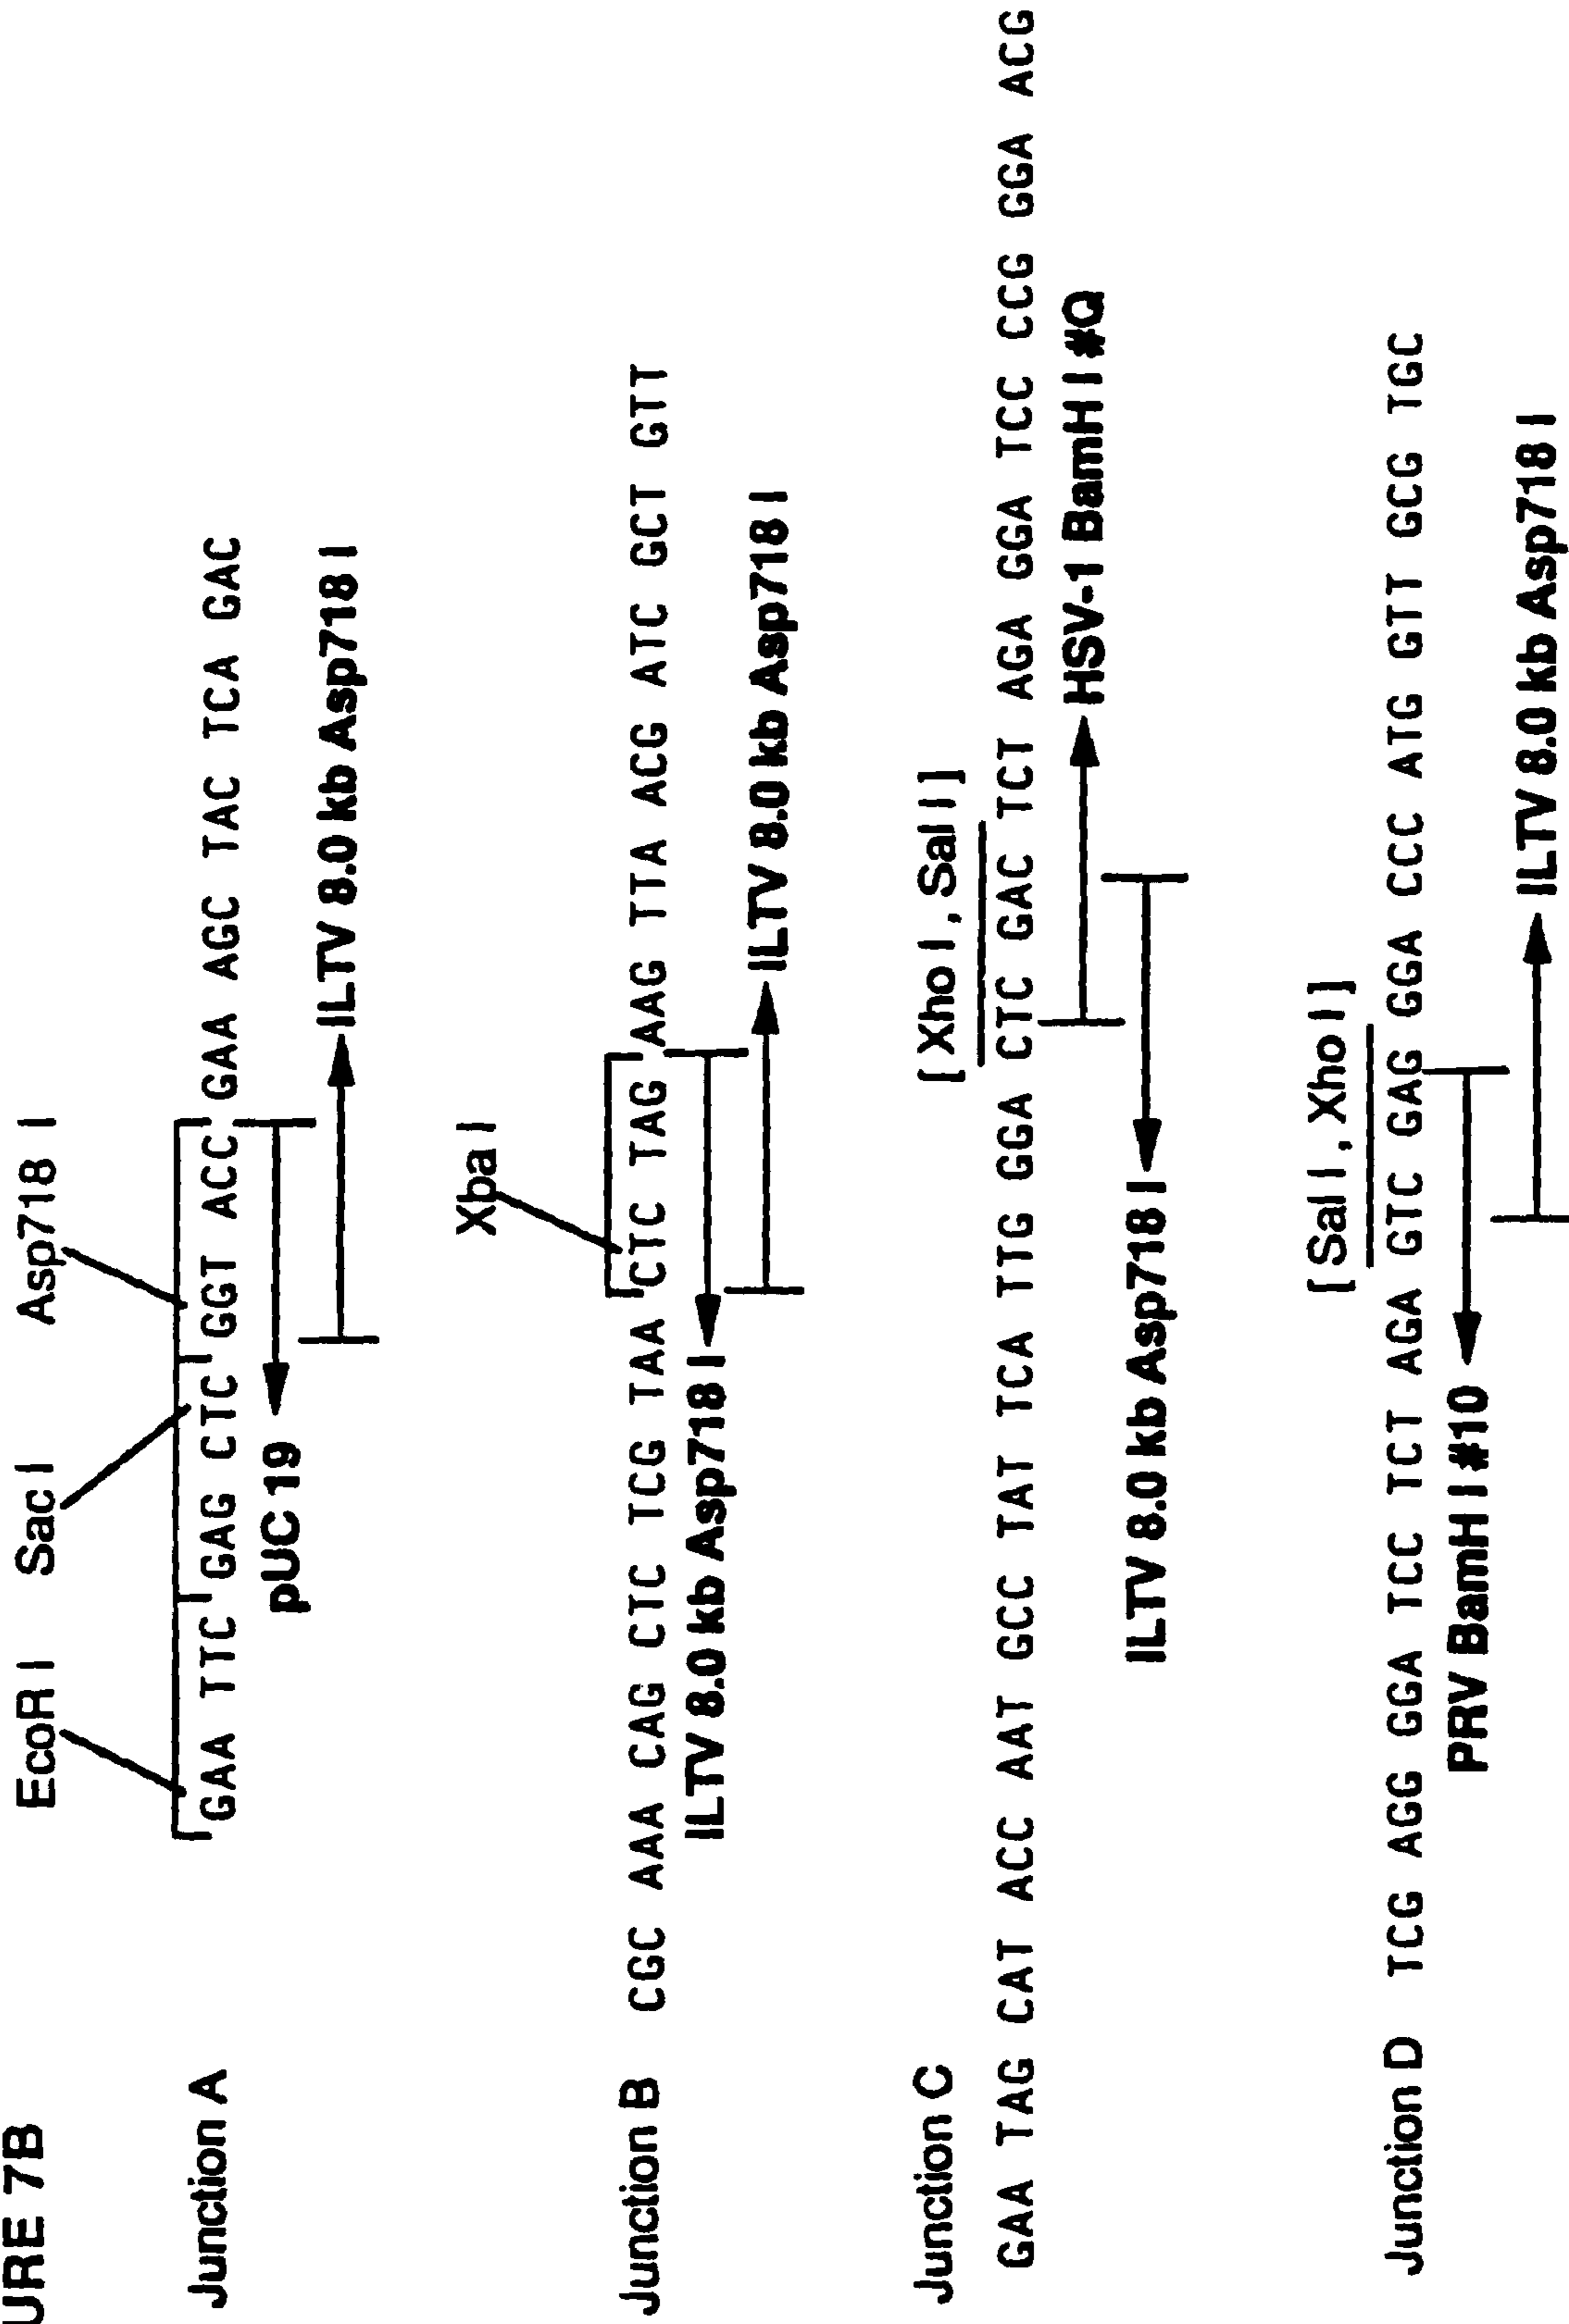 URE 7B
EcoR I Sac I Asp718 I
Junction A GAA TTC GAG CTC GGT ACC GAA AGC TAC TCA GAC
pUC 19
ILTV 8.0 kb Asp718 I
Xba I
Junction B CGC AAA CAG CTC TCG TAA CTC TAG AAG TTA ACG ATC GCT GTT
ILTV 8.0 kb Asp718 I
ILTV 8.0 kb Asp718 I
Junction C [ Xho I , Sal I ]
GAA TAG CAT ACC AAT GCC TAT TCA TTG GGA CTC GAC TCT AGA GGA TCC CCG GGA ACG
HSV-1 BamH I #Q
ILTV 8.0 kb Asp718 I
[ Sal I , Xho I ]
Junction D TCG AGG GGA TCC TCT AGA GTC GAG GGA CCC ATG GTT GCG TGC
PRV BamH I #10
ILTV 8.0 kb Asp718 I